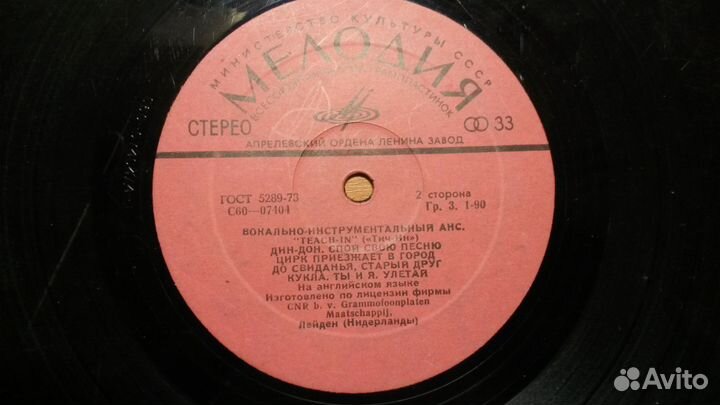 МИНИСТЕРСТВО КУЛЬТУРЫ СССР
МЕЛОДИЯ
ГРАМПЛАСТИНОК
СТЕРЕО
33
АПРЕЛЕВСКИЙ ОРДЕНА ЛЕНИНА ЗАВОД
ГОСТ 5289-73
С60—07404
2 сторона
Гр. 3. 1-90
ВОКАЛЬНО-ИНСТРУМЕНТАЛЬНЫЙ АНС.
"TEACH-IN" («Тич-Ин»)
ДИН-ДОН. СПОЙ СВОЮ ПЕСНЮ
ЦИРК ПРИЕЗЖАЕТ В ГОРОД
ДО СВИДАНЬЯ, СТАРЫЙ ДРУГ
КУКЛА. ТЫ И Я. УЛЕТАЙ
На английском языке
Изготовлено по лицензии фирмы
CNR b. v. Grammofoonplaten
Maatschappij,
Лейден (Нидерланды)
Avito